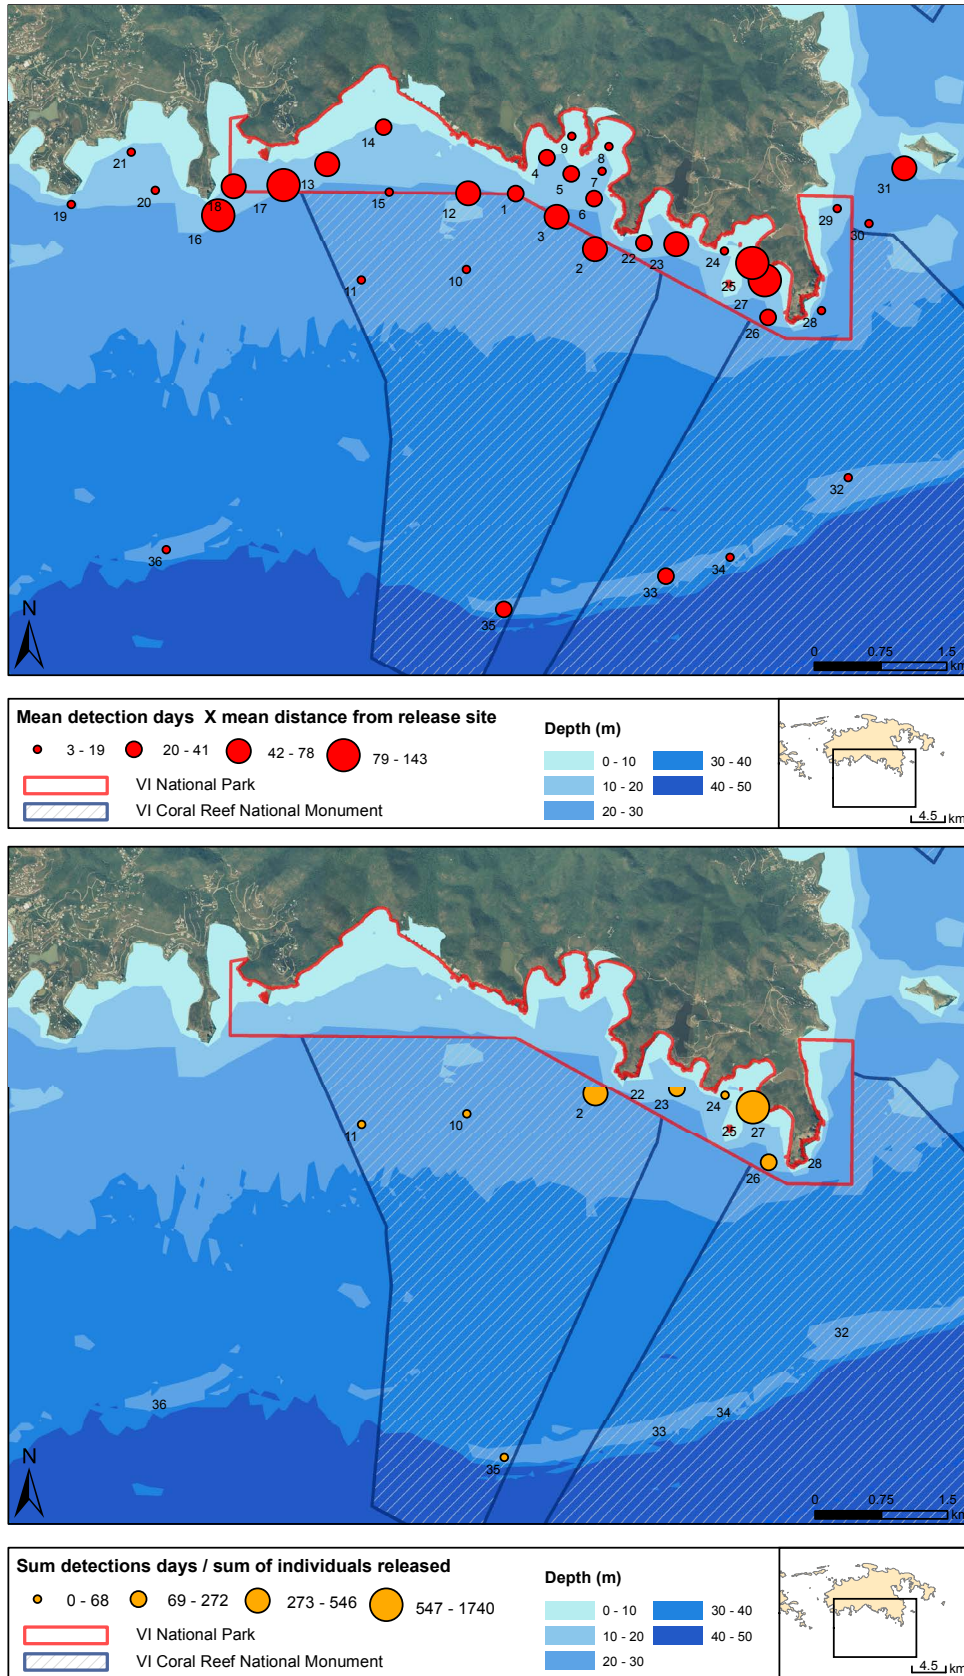 21
19
20
18
16
17
13
14
15
12
1
11
10
9
4
5
8
7
6
3
2
22
23
24
25
27
26
28
29
30
31
32
34
33
35
36
N
0 0.75 1.5
km
Mean detection days X mean distance from release site
3 - 19 20 - 41 42 - 78 79 - 143
VI National Park
VI Coral Reef National Monument
Depth (m)
0 - 10 30 - 40
10 - 20 40 - 50
20 - 30
4.5 km
2
22
23
24
25
27
26
28
11
10
32
34
33
35
36
N
0 0.75 1.5
km
Sum detections days / sum of individuals released
0 - 68 69 - 272 273 - 546 547 - 1740
VI National Park
VI Coral Reef National Monument
Depth (m)
0 - 10 30 - 40
10 - 20 40 - 50
20 - 30
4.5 km